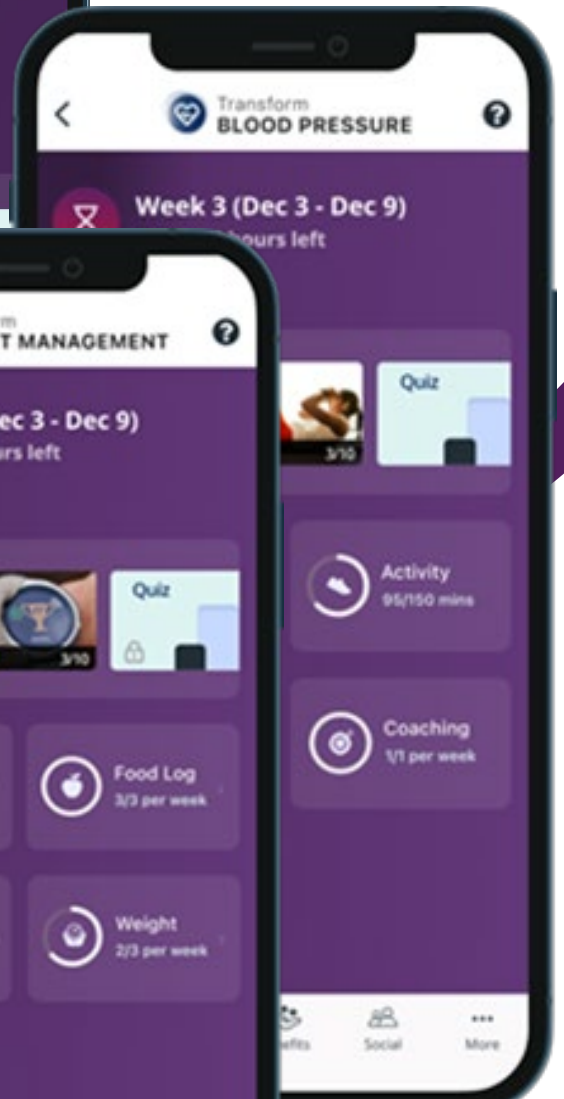 Transform
BLOOD PRESSURE
Week 3 (Dec 3 - Dec 9)
hours left
3/10
Quiz
Activity
95/150 mins
Coaching
1/1 per week
Social
More
T MANAGEMENT
ec 3 - Dec 9)
urs left
3/10
Quiz
Food Log
3/3 per week
Weight
2/3 per week